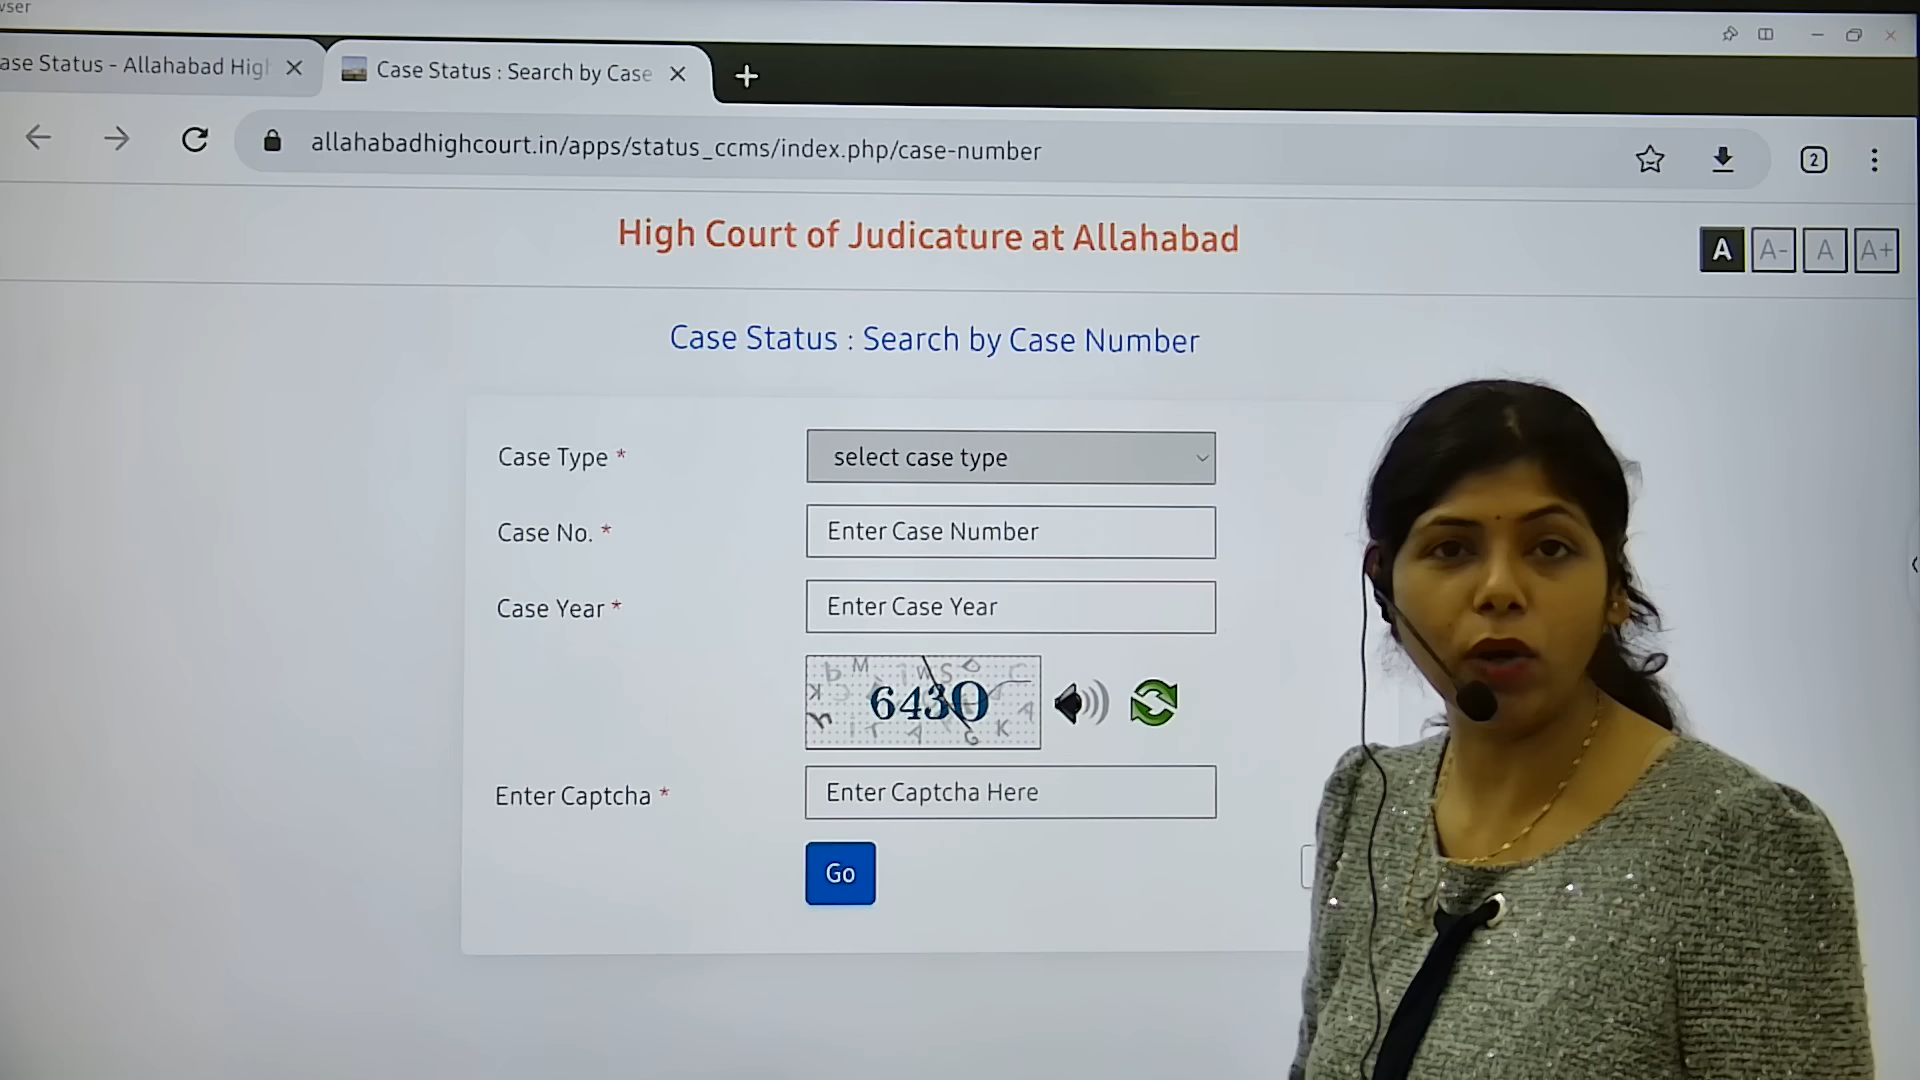 wser
ase Status - Allahabad High
Case Status : Search by Case
allahabadhighcourt.in/apps/status_ccms/index.php/case-number
2
High Court of Judicature at Allahabad
A A- A A+
Case Status : Search by Case Number
Case Type * select case type
Case No. * Enter Case Number
Case Year * Enter Case Year
6430
Enter Captcha * Enter Captcha Here
Go